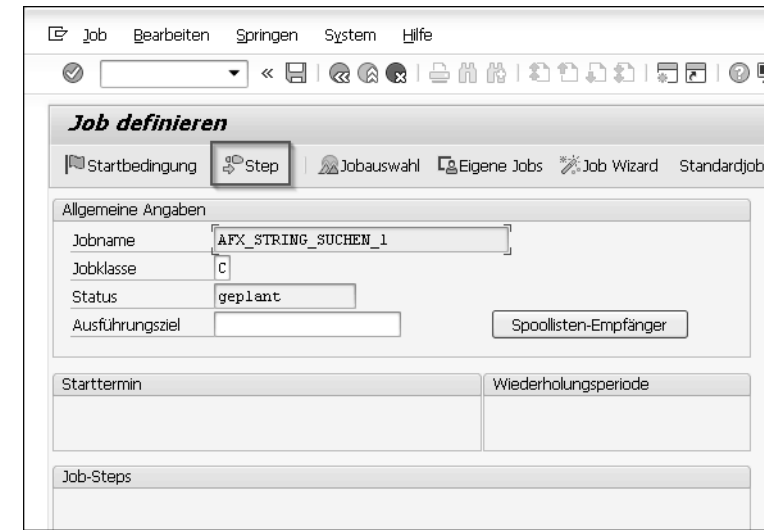 Job Bearbeiten Springen System Hilfe
Job definieren
Startbedingung Step Jobauswahl Eigene Jobs Job Wizard Standardjob
Allgemeine Angaben
Jobname AFX_STRING_SUCHEN_1
Jobklasse C
Status geplant
Ausführungsziel Spoollisten-Empfänger
Starttermin Wiederholungsperiode
Job-Steps